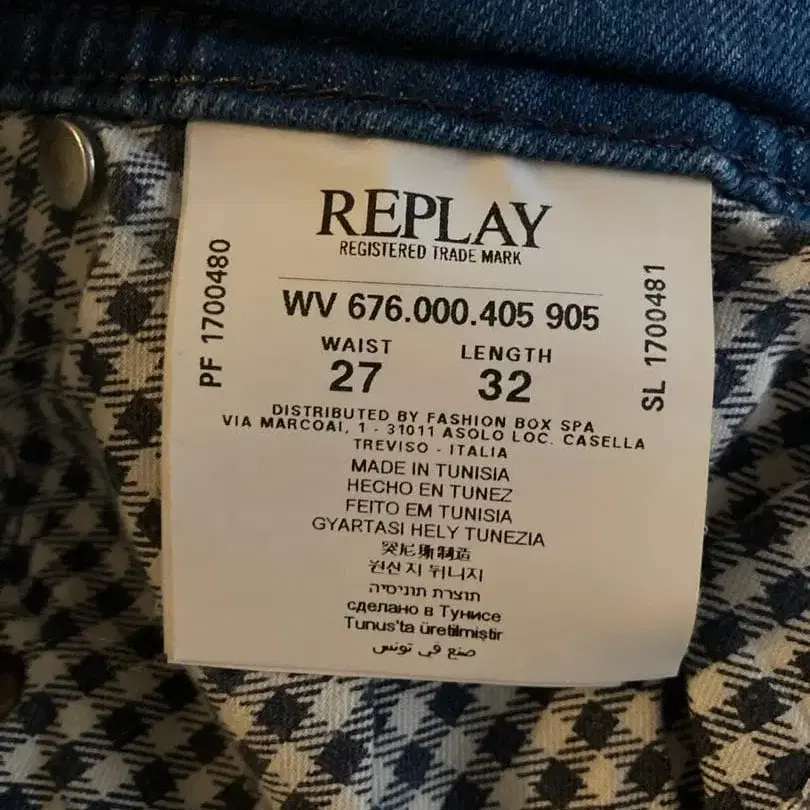 REPLAY
REGISTERED TRADE MARK
WV 676.000.405 905
WAIST LENGTH
27 32
PF 1700480
SL 1700481
DISTRIBUTED BY FASHION BOX SPA
VIA MARCOAI, 1 - 31011 ASOLO LOC. CASELLA
TREVISO - ITALIA
MADE IN TUNISIA
HECHO EN TUNEZ
FEITO EM TUNISIA
GYARTASI HELY TUNEZIA
突尼斯制造
원산지 튀니지
תוצרת תוניסיה
сделано в Тунисе
Tunus'ta üretilmiştir
صنع في تونس